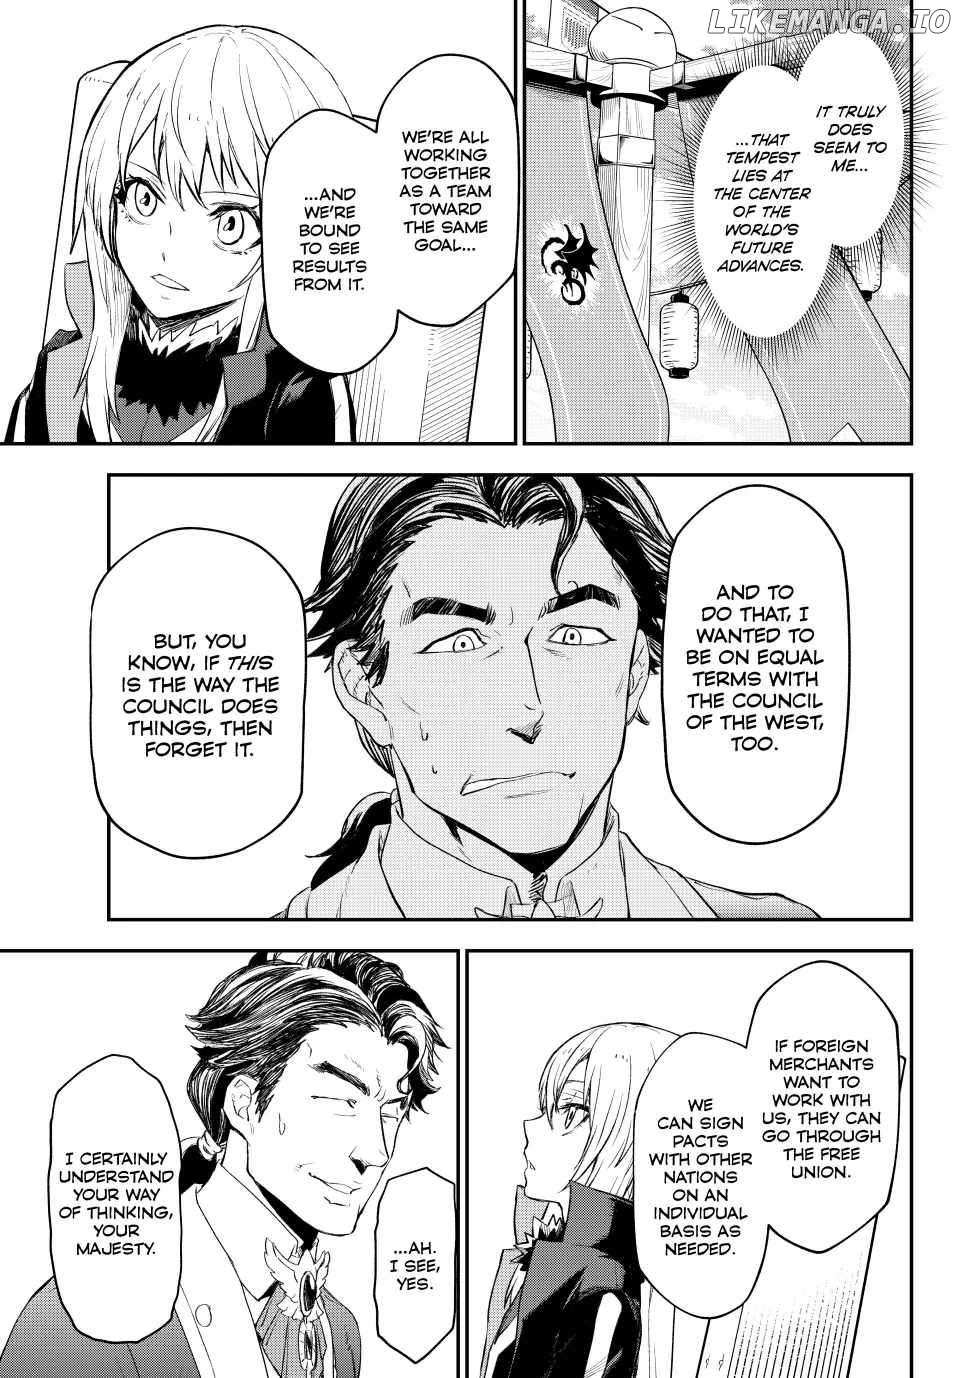 LIKEMANGA.IO
IT TRULY
DOES
SEEM TO
ME...
...THAT
TEMPEST
LIES AT
THE CENTER
OF THE
WORLD'S
FUTURE
ADVANCES.
WE'RE ALL
WORKING
TOGETHER
AS A TEAM
TOWARD
THE SAME
GOAL...
...AND
WE'RE
BOUND
TO SEE
RESULTS
FROM IT.
AND TO
DO THAT, I
WANTED TO
BE ON EQUAL
TERMS WITH
THE COUNCIL
OF THE WEST,
TOO.
BUT, YOU
KNOW, IF THIS
IS THE WAY THE
COUNCIL DOES
THINGS, THEN
FORGET IT.
IF FOREIGN
MERCHANTS
WANT TO
WORK WITH
US, THEY CAN
GO THROUGH
THE FREE
UNION.
WE
CAN SIGN
PACTS
WITH OTHER
NATIONS
ON AN
INDIVIDUAL
BASIS AS
NEEDED.
...AH.
I SEE,
YES.
I CERTAINLY
UNDERSTAND
YOUR WAY
OF THINKING,
YOUR
MAJESTY.